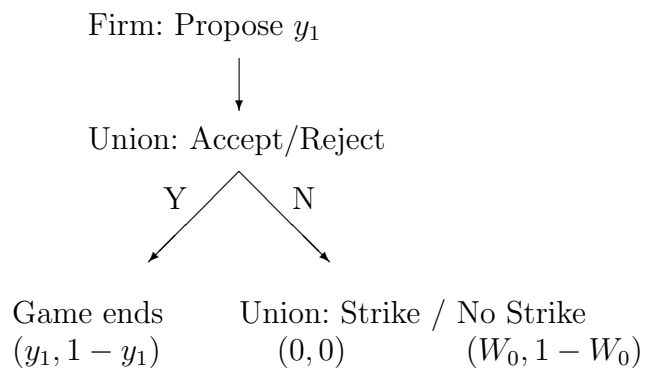 Firm: Propose y₁
Union: Accept/Reject
Y N
Game ends Union: Strike / No Strike
(y₁, 1 − y₁) (0, 0) (W₀, 1 − W₀)